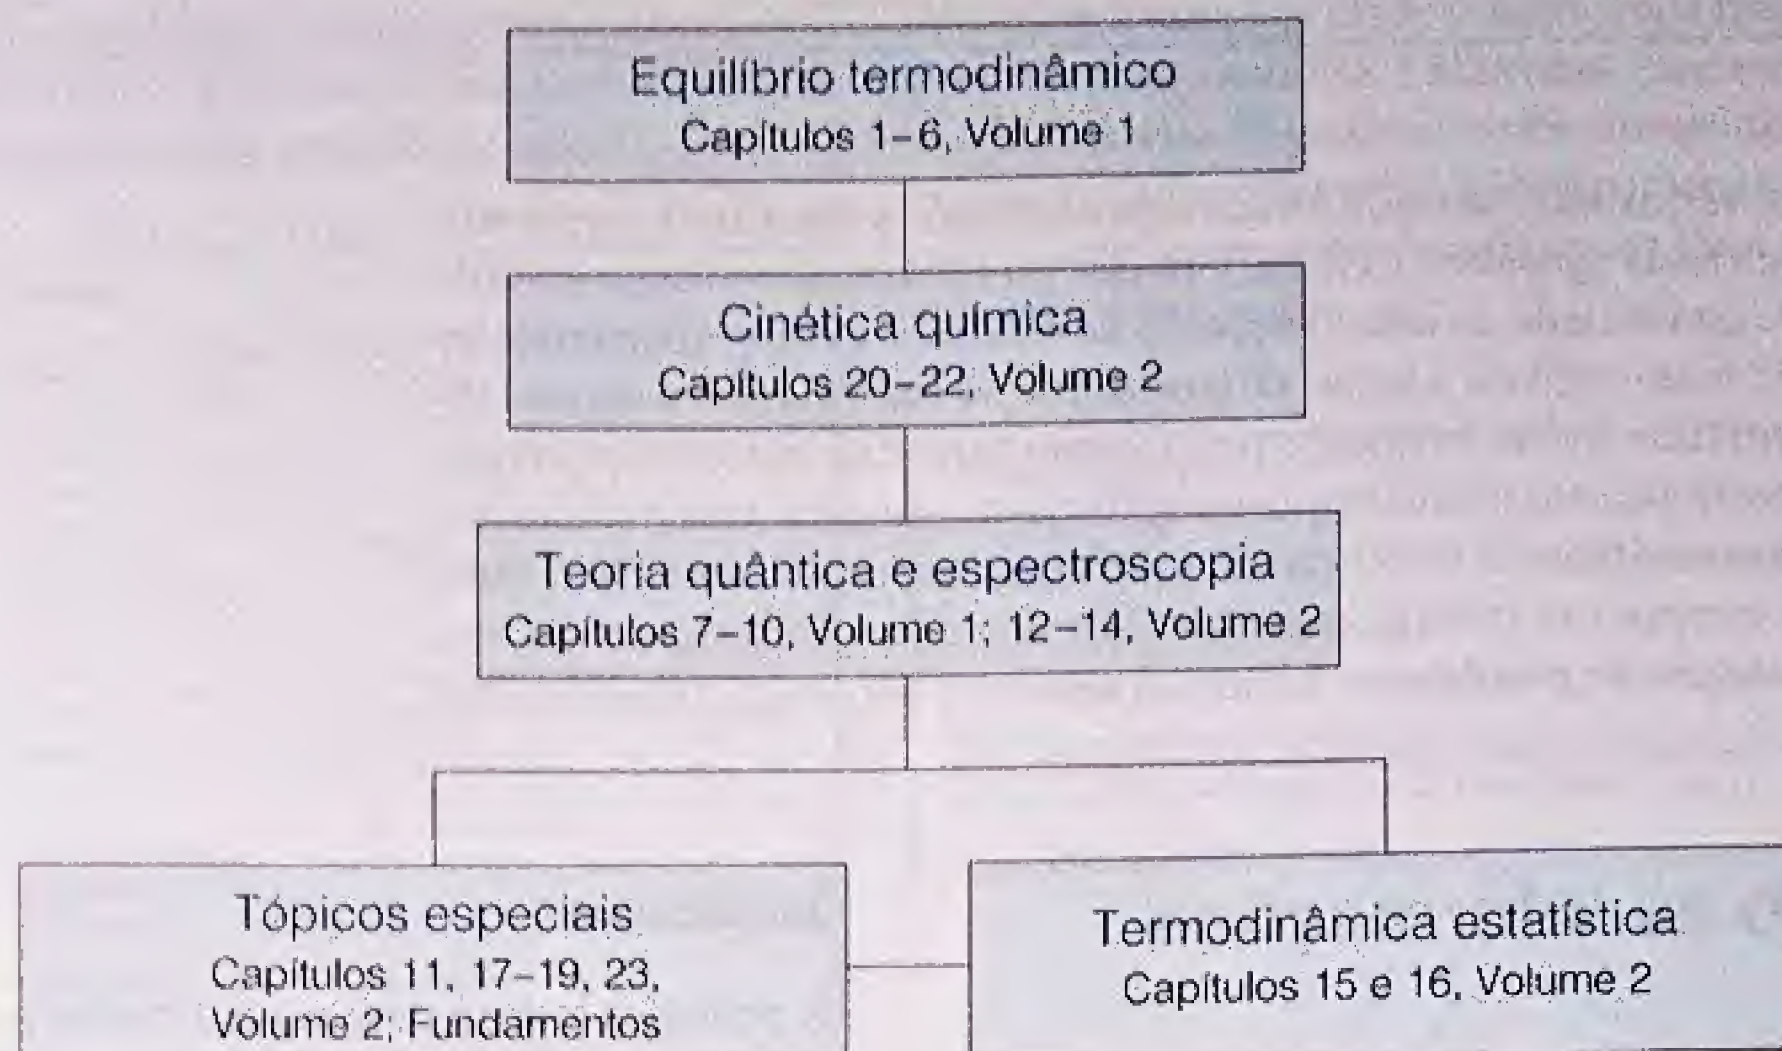 Equilíbrio termodinâmico
Capítulos 1–6, Volume 1
Cinética química
Capítulos 20–22, Volume 2
Teoria quântica e espectroscopia
Capítulos 7–10, Volume 1; 12–14, Volume 2
Tópicos especiais
Capítulos 11, 17–19, 23,
Volume 2; Fundamentos
Termodinâmica estatística
Capítulos 15 e 16, Volume 2